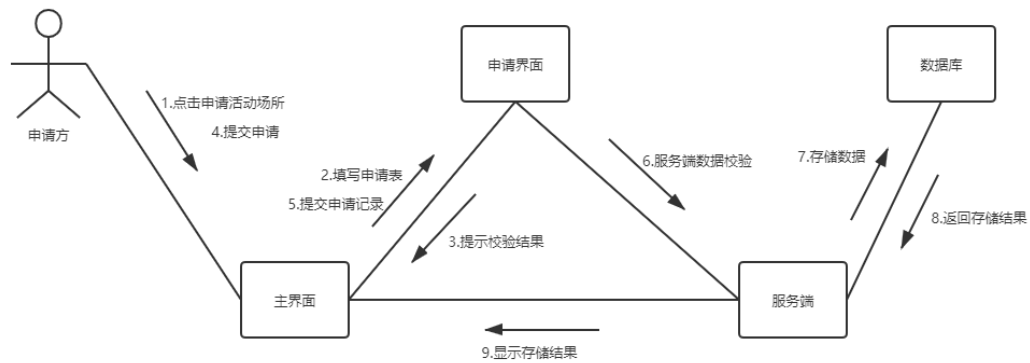 申请界面
数据库
1.点击申请活动场所
4.提交申请
申请方
2.填写申请表
5.提交申请记录
6.服务端数据校验
7.存储数据
3.提示校验结果
8.返回存储结果
主界面
服务端
9.显示存储结果